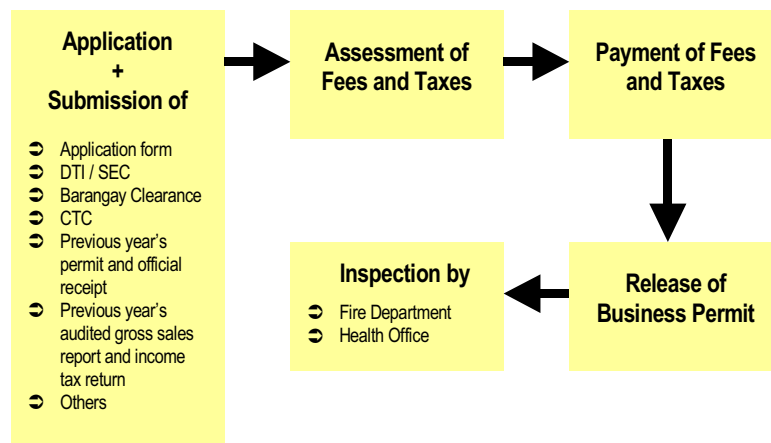 Application
+
Submission of
➲ Application form
➲ DTI / SEC
➲ Barangay Clearance
➲ CTC
➲ Previous year's
permit and official
receipt
➲ Previous year's
audited gross sales
report and income
tax return
➲ Others
Assessment of
Fees and Taxes
Payment of Fees
and Taxes
Release of
Business Permit
Inspection by
➲ Fire Department
➲ Health Office